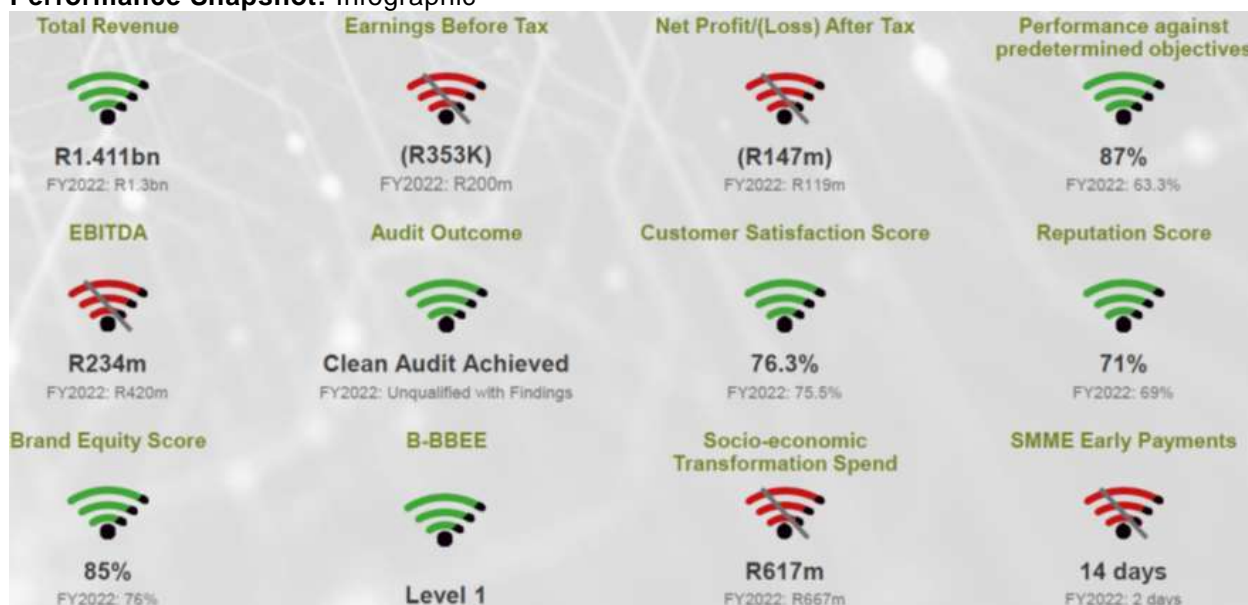 Performance Snapshot: Infographic
Total Revenue
R1.411bn
FY2022: R1.3bn
Earnings Before Tax
(R353K)
FY2022: R200m
Net Profit/(Loss) After Tax
(R147m)
FY2022: R119m
Performance against
predetermined objectives
87%
FY2022: 63.3%
EBITDA
R234m
FY2022: R420m
Audit Outcome
Clean Audit Achieved
FY2022: Unqualified with Findings
Customer Satisfaction Score
76.3%
FY2022: 75.5%
Reputation Score
71%
FY2022: 69%
Brand Equity Score
85%
FY2022: 76%
B-BBEE
Level 1
Socio-economic
Transformation Spend
R617m
FY2022: R667m
SMME Early Payments
14 days
FY2022: 2 days